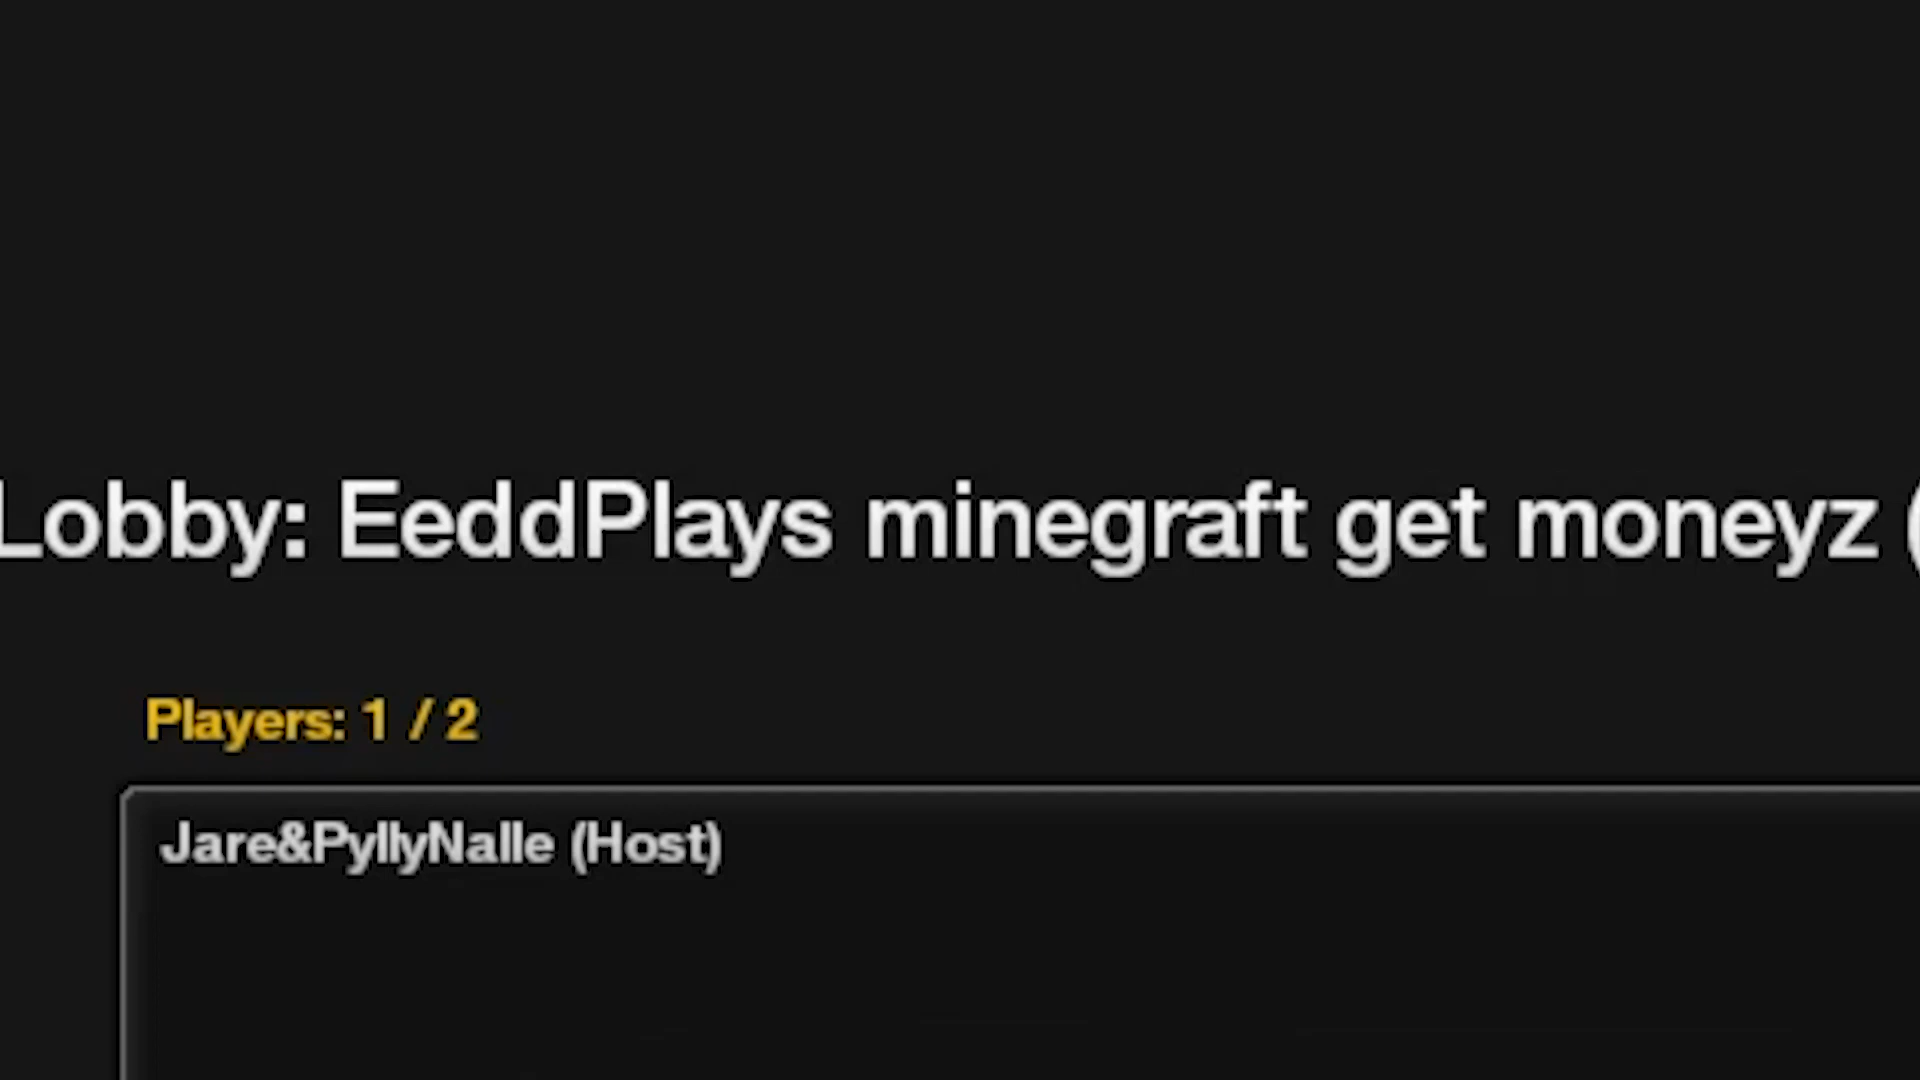 Lobby: EeddPlays minegraft get moneyz (
Players: 1 / 2
Jare&PyllyNalle (Host)